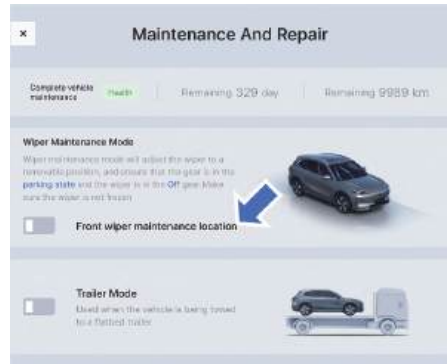 ×
Maintenance And Repair
Complete vehicle
maintenance
Health
Remaining 329 day
Remaining 9989 km
Wiper Maintenance Mode
Wiper maintenance mode will adjust the wiper to a
removable position, and ensure that the gear is in the
parking state and the wiper is in the Off gear. Make
sure the wiper is not frozen
Front wiper maintenance location
Trailer Mode
Used when the vehicle is being towed
to a flatbed trailer